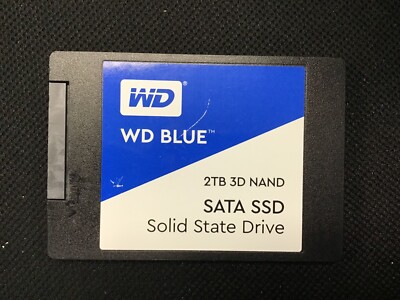 WD
WD BLUE™
2TB 3D NAND
SATA SSD
Solid State Drive